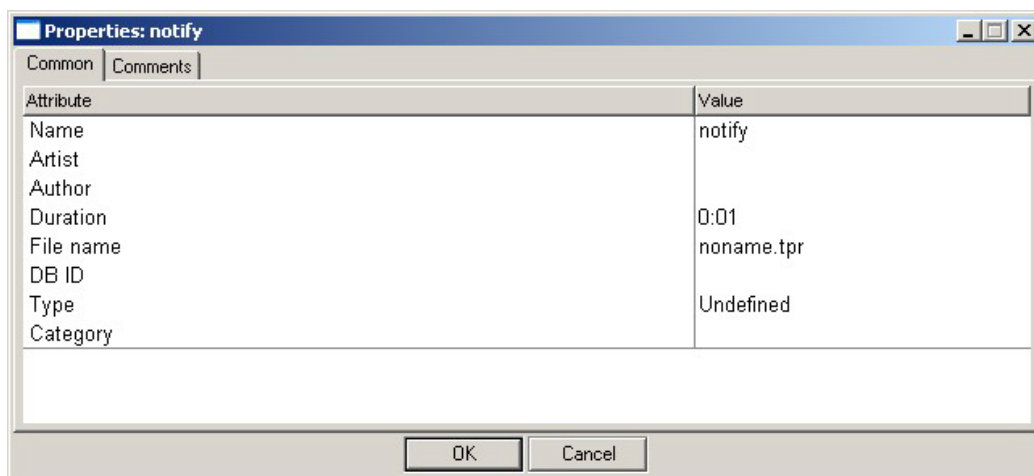 Properties: notify
Common Comments
Attribute Value
Name notify
Artist
Author
Duration 0:01
File name noname.tpr
DB ID
Type Undefined
Category
OK Cancel